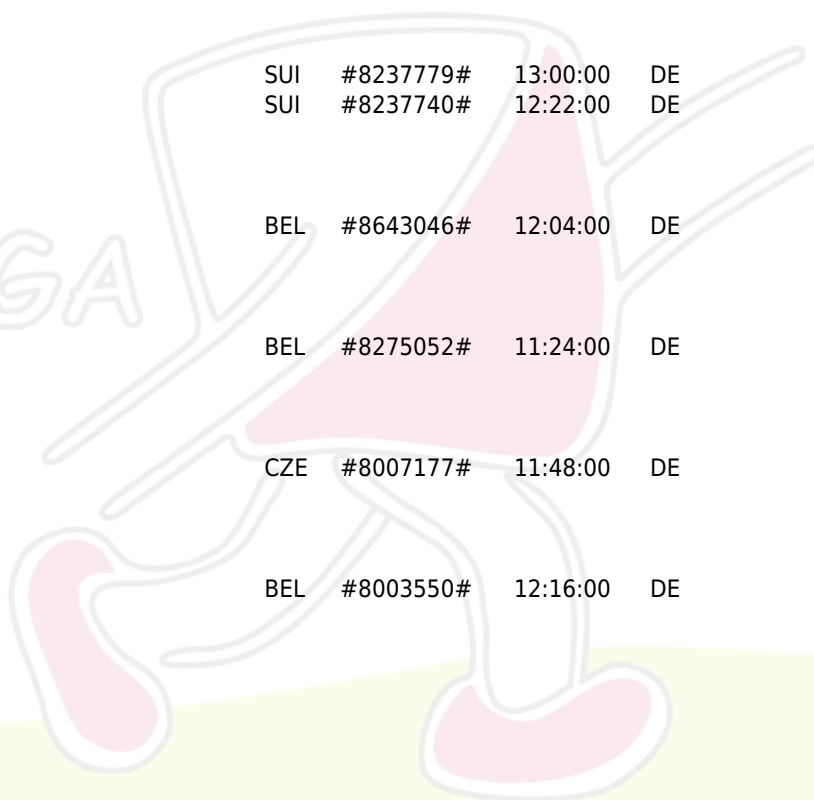 SUI #8237779# 13:00:00 DE
SUI #8237740# 12:22:00 DE
BEL #8643046# 12:04:00 DE
GA
BEL #8275052# 11:24:00 DE
CZE #8007177# 11:48:00 DE
BEL #8003550# 12:16:00 DE